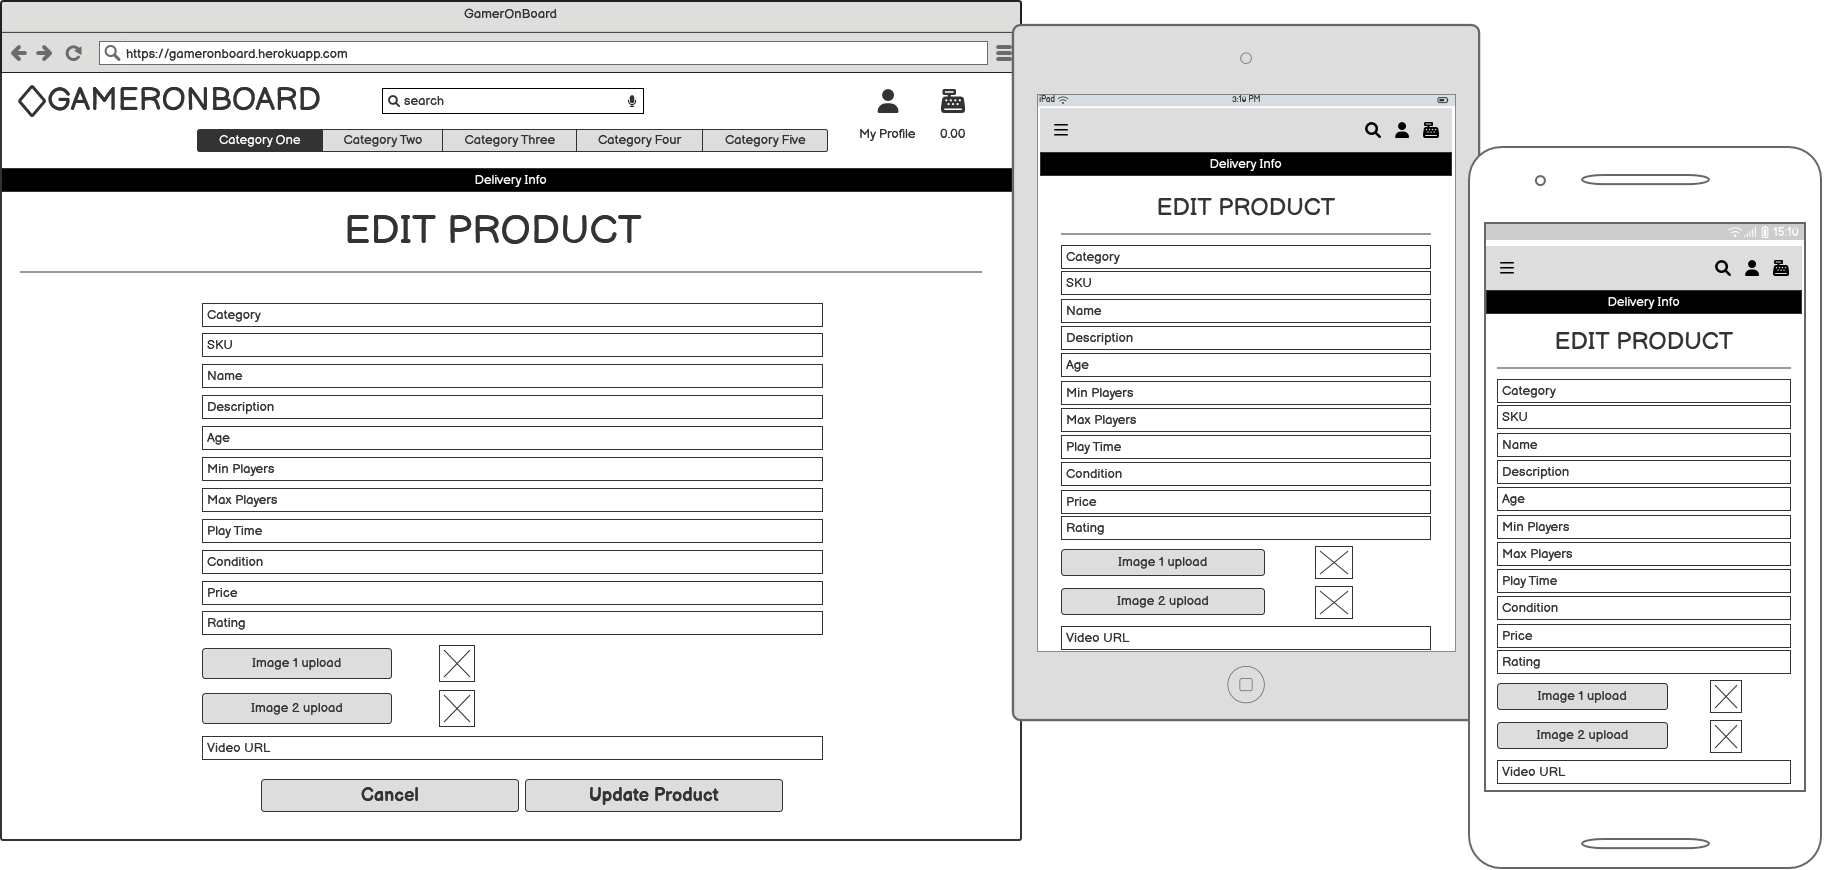 GamerOnBoard
https://gameronboard.herokuapp.com
GAMERONBOARD
search
My Profile
0.00
Category One
Category Two
Category Three
Category Four
Category Five
Delivery Info
EDIT PRODUCT
Category
SKU
Name
Description
Age
Min Players
Max Players
Play Time
Condition
Price
Rating
Image 1 upload
Image 2 upload
Video URL
Cancel
Update Product
iPad
3:10 PM
Delivery Info
EDIT PRODUCT
Category
SKU
Name
Description
Age
Min Players
Max Players
Play Time
Condition
Price
Rating
Image 1 upload
Image 2 upload
Video URL
15:10
Delivery Info
EDIT PRODUCT
Category
SKU
Name
Description
Age
Min Players
Max Players
Play Time
Condition
Price
Rating
Image 1 upload
Image 2 upload
Video URL